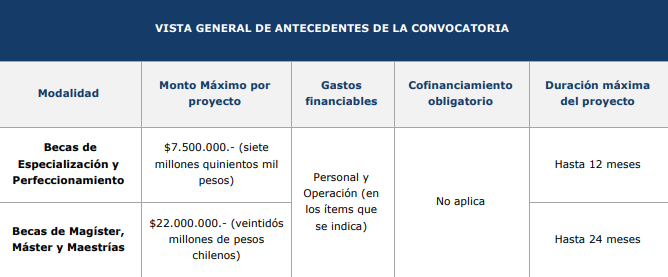 VISTA GENERAL DE ANTECEDENTES DE LA CONVOCATORIA
Modalidad
Monto Máximo por
proyecto
Gastos
financiables
Cofinanciamiento
obligatorio
Duración máxima
del proyecto
Becas de
Especialización y
Perfeccionamiento
$7.500.000.- (siete
millones quinientos mil
pesos)
Personal y
Operación (en
los ítems que
se indica)
No aplica
Hasta 12 meses
Becas de Magíster,
Máster y Maestrías
$22.000.000.- (veintidós
millones de pesos
chilenos)
Hasta 24 meses